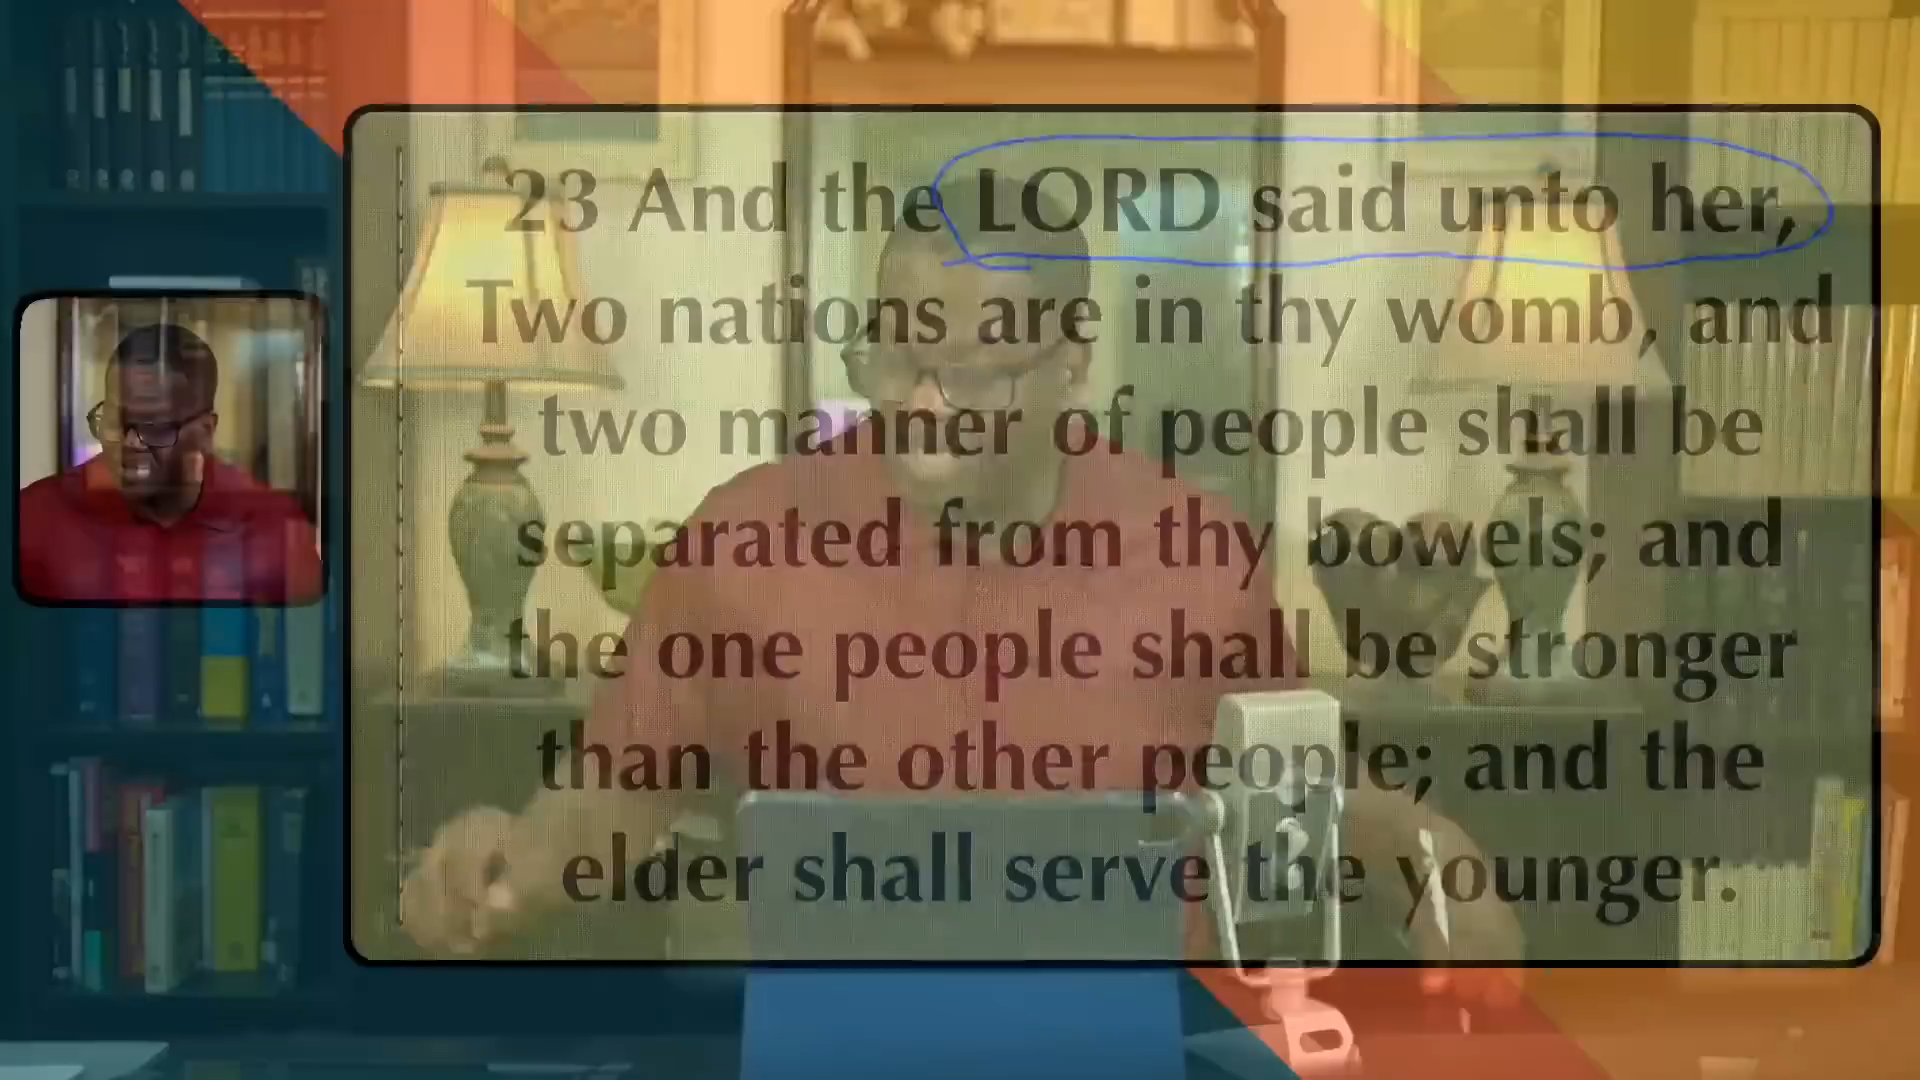 23 And the LORD said unto her,
Two nations are in thy womb, and
two manner of people shall be
separated from thy bowels; and
the one people shall be stronger
than the other people; and the
elder shall serve the younger.